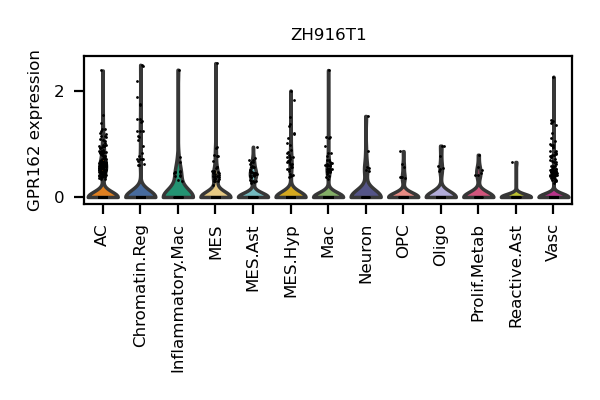 ZH916T1
GPR162 expression
2
0
AC
Chromatin.Reg
Inflammatory.Mac
MES
MES.Ast
MES.Hyp
Mac
Neuron
OPC
Oligo
Prolif.Metab
Reactive.Ast
Vasc